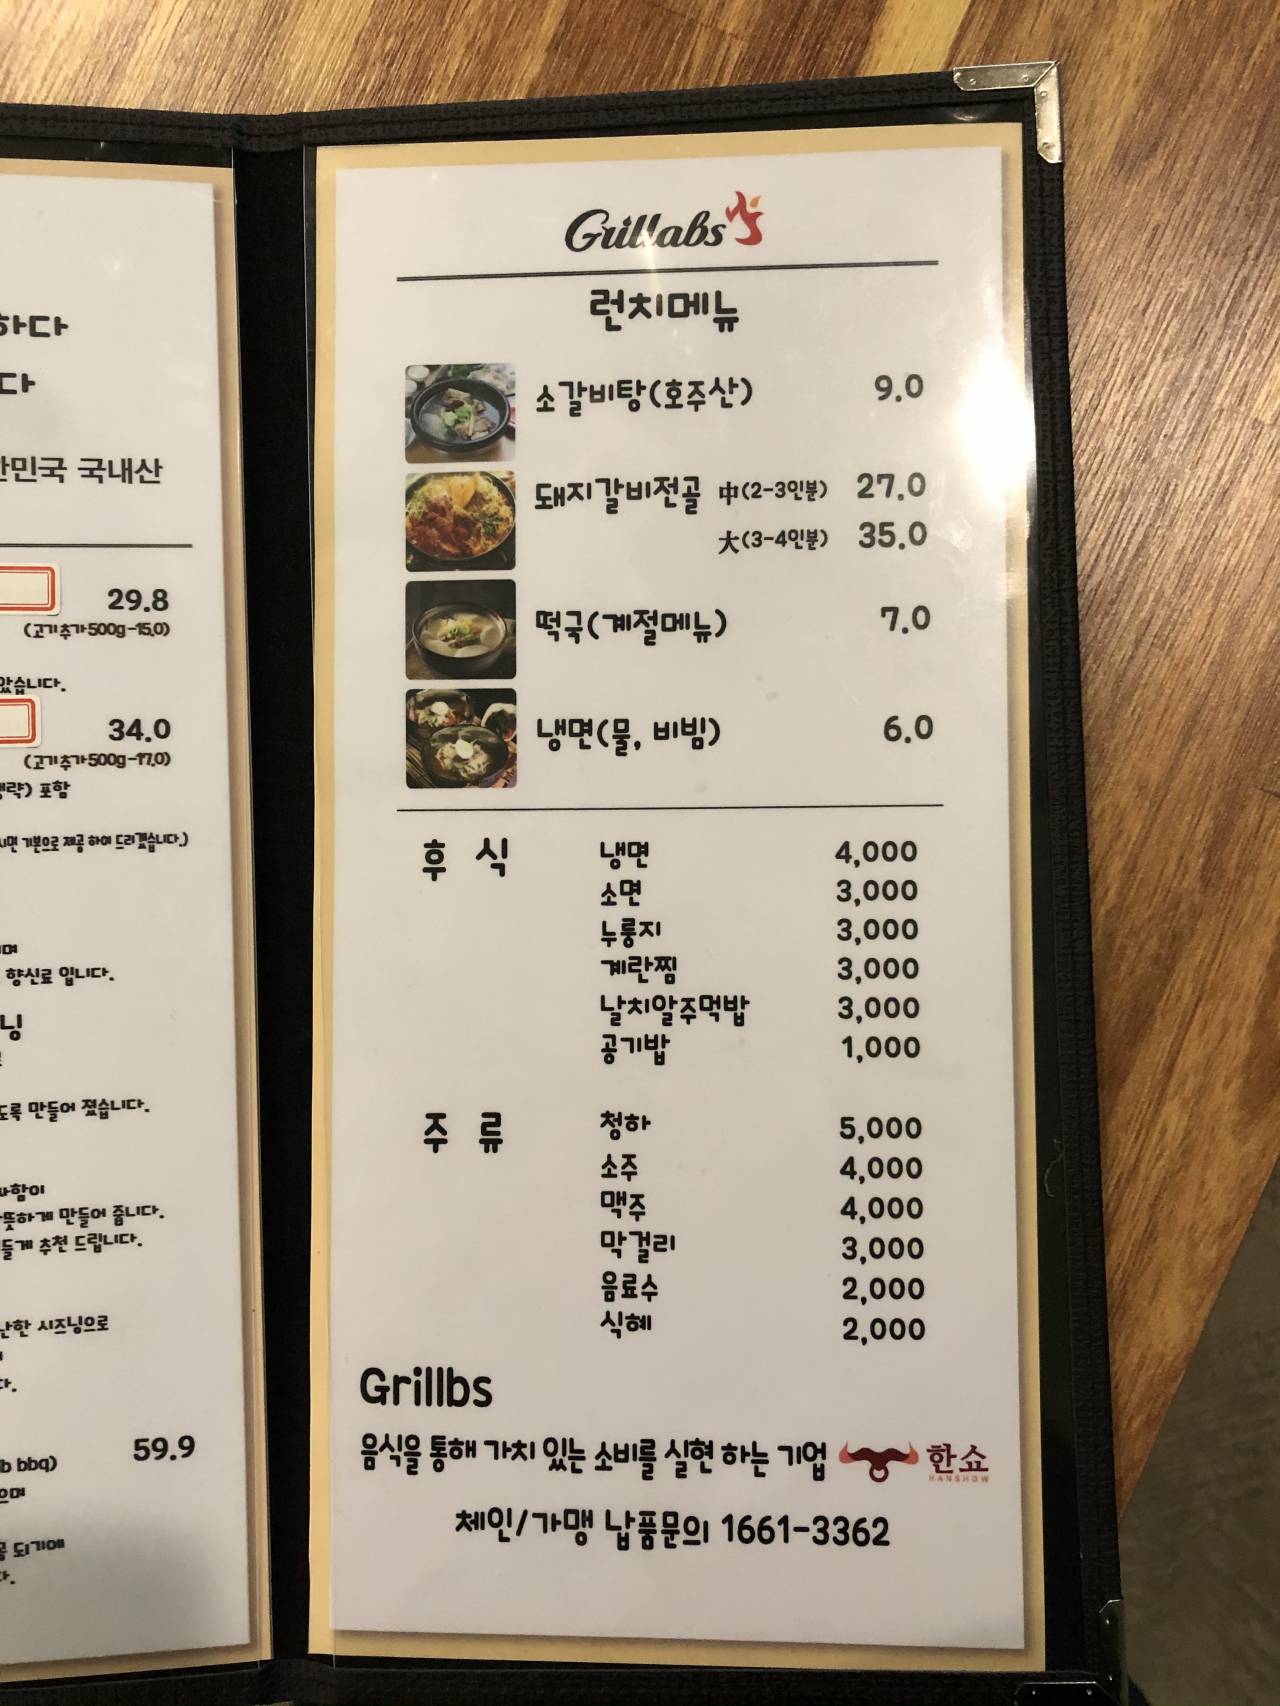 하다
다
민국 국내산
29.8
(고기추가500g-15.0)
았습니다.
34.0
(고기추가500g-17.0)
포함
기본으로 제공 하여 드리겠습니다.)
향신료 입니다.
닝
만들어 졌습니다.
뜻하게 만들어 줍니다.
들게 추천 드립니다.
시즈닝으로
다.
59.9
bbq)
으며
되기에
Grillabs
런치메뉴
소갈비탕(호주산) 9.0
돼지갈비전골 中(2-3인분) 27.0
大(3-4인분) 35.0
떡국(계절메뉴) 7.0
냉면(물, 비빔) 6.0
후 식 냉면 4,000
소면 3,000
누룽지 3,000
계란찜 3,000
날치알주먹밥 3,000
공기밥 1,000
주 류 청하 5,000
소주 4,000
맥주 4,000
막걸리 3,000
음료수 2,000
식혜 2,000
Grillbs
음식을 통해 가치 있는 소비를 실현 하는 기업 한쇼
HANSHOW
체인/가맹 납품문의 1661-3362